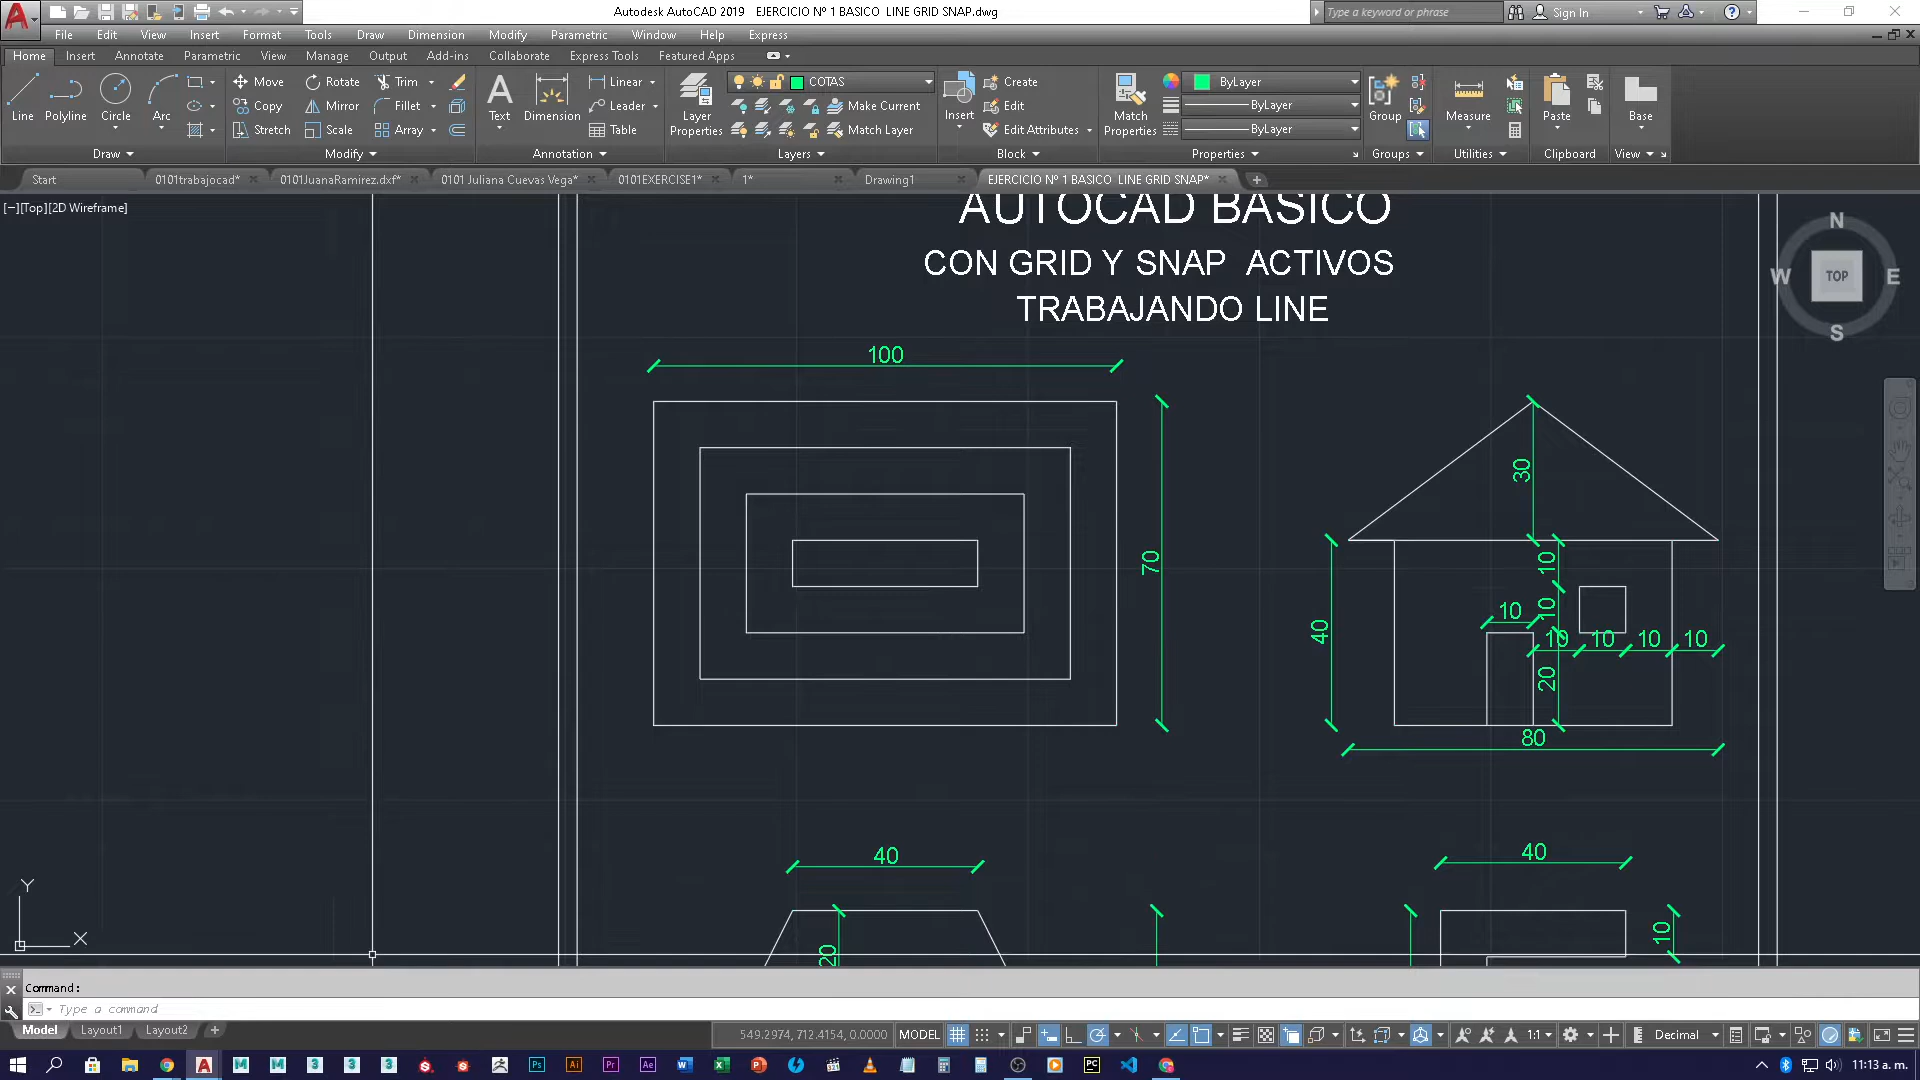 Autodesk AutoCAD 2019 EJERCICIO Nº 1 BASICO LINE GRID SNAP.dwg
Type a keyword or phrase
Sign In
File Edit View Insert Format Tools Draw Dimension Modify Parametric Window Help Express
Home Insert Annotate Parametric View Manage Output Add-ins Collaborate Express Tools Featured Apps
Move Rotate Trim Linear COTAS Create ByLayer
Line Polyline Circle Arc Copy Mirror Fillet Text Dimension Leader Layer Properties Make Current Insert Edit Match Properties ByLayer Group Measure Paste Base
Stretch Scale Array Table Match Layer Edit Attributes ByLayer
Draw Modify Annotation Layers Block Properties Groups Utilities Clipboard View
Start 0101trabajocad* 0101JuanaRamirez.dxf* 0101 Juliana Cuevas Vega* 0101EXERCISE1* 1* Drawing1 EJERCICIO Nº 1 BASICO LINE GRID SNAP*
[−][Top][2D Wireframe]
AUTOCAD BASICO
CON GRID Y SNAP ACTIVOS
TRABAJANDO LINE
N
W TOP E
S
100
70
30
40
10
10
10
10 10 10 10
20
80
40
20
40
10
Y
X
Command:
Type a command
Model Layout1 Layout2
549.2974, 712.4154, 0.0000 MODEL 1:1 Decimal
11:13 a. m.